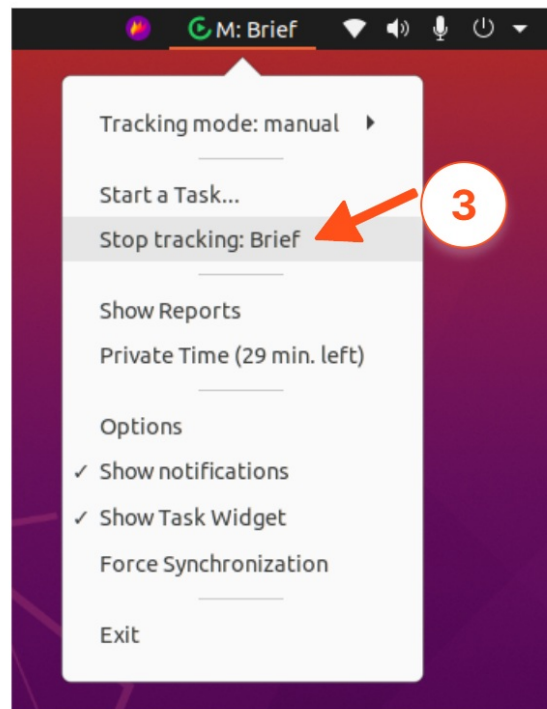 M: Brief
Tracking mode: manual
Start a Task...
Stop tracking: Brief
3
Show Reports
Private Time (29 min. left)
Options
✓ Show notifications
✓ Show Task Widget
Force Synchronization
Exit